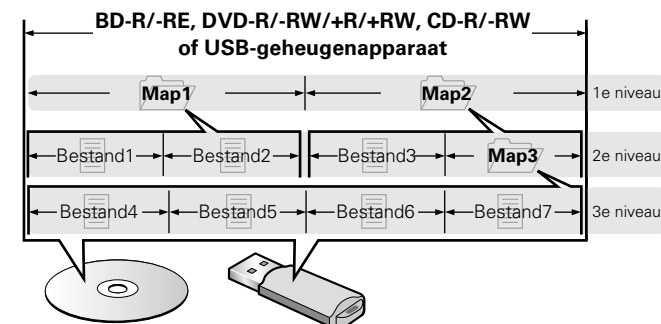 BD-R/-RE, DVD-R/-RW/+R/+RW, CD-R/-RW
of USB-geheugenapparaat
Map1 Map2 1e niveau
Bestand1 Bestand2 Bestand3 Map3 2e niveau
Bestand4 Bestand5 Bestand6 Bestand7 3e niveau